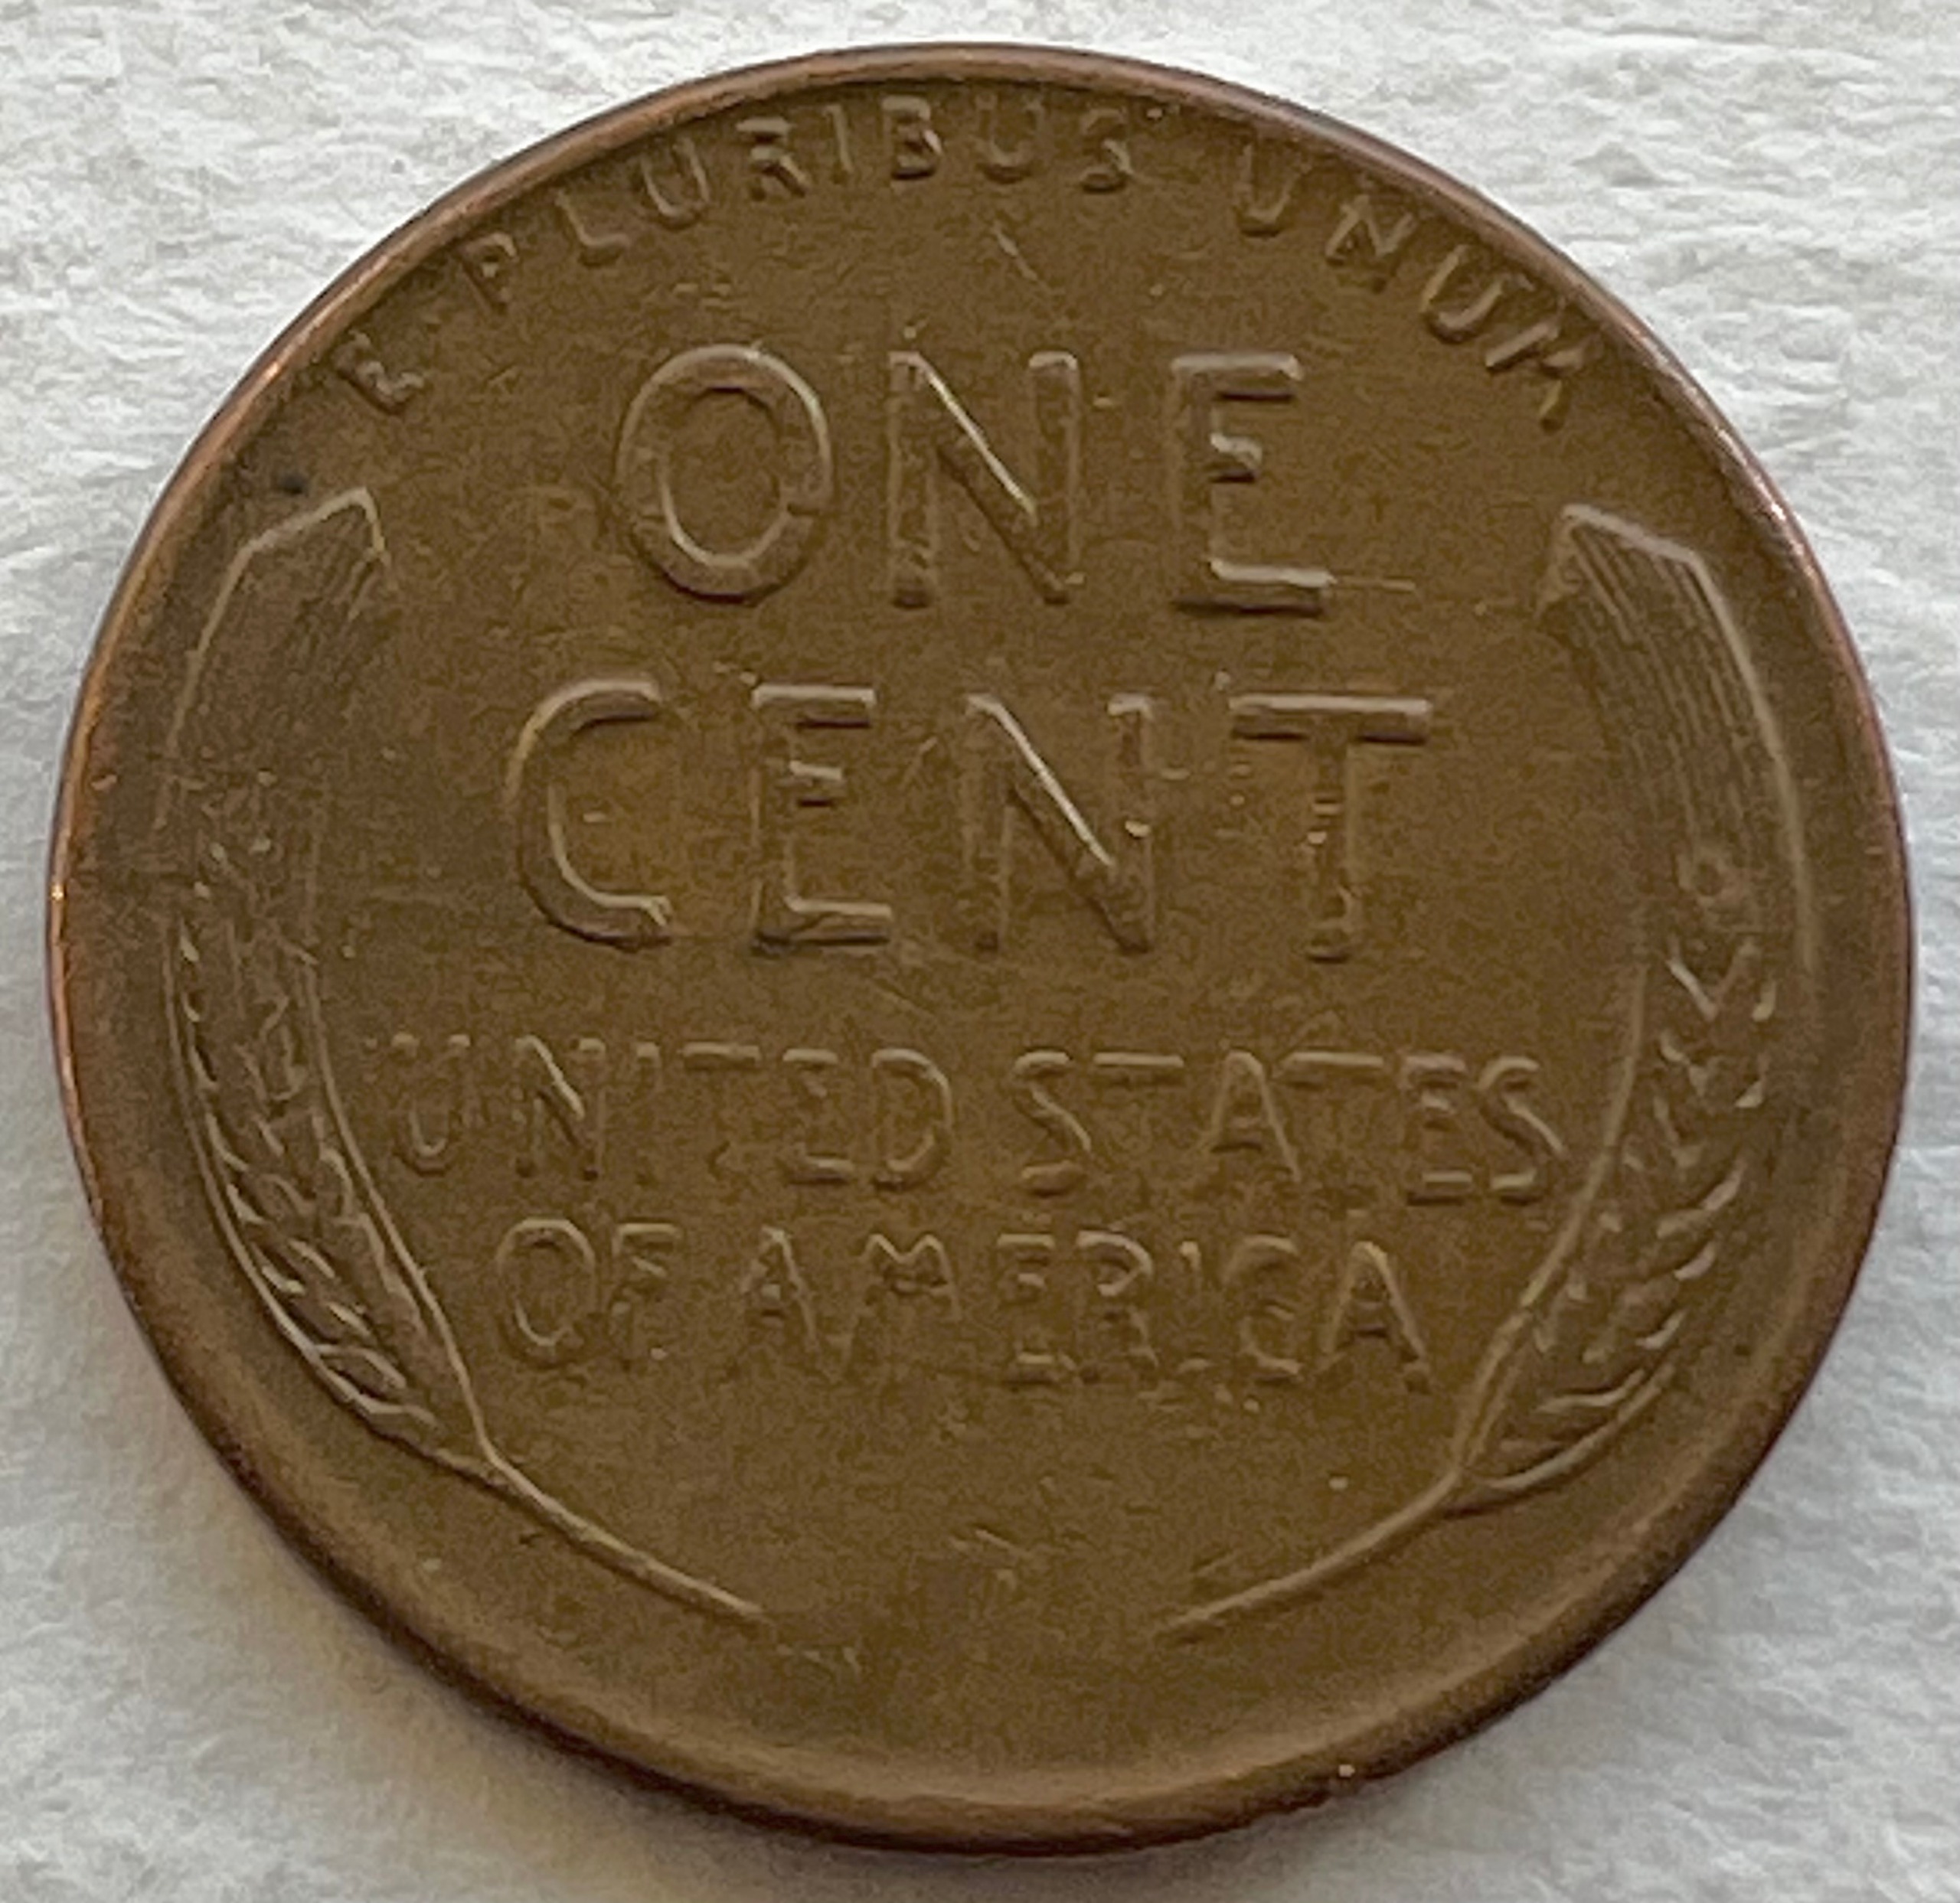 E PLURIBUS UNUM
ONE
CENT
UNITED STATES
OF AMERICA